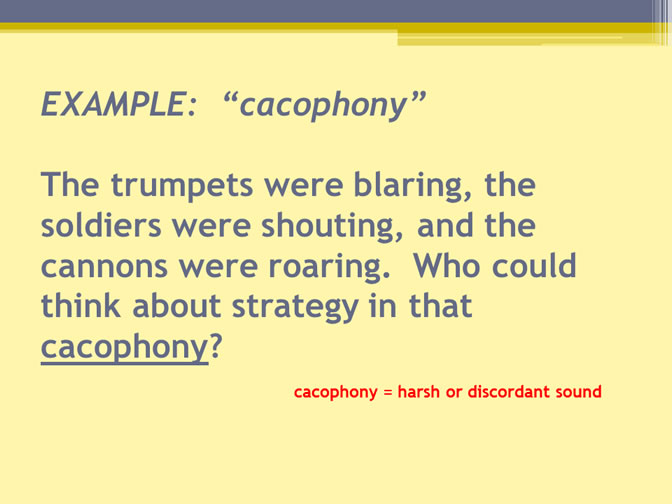 EXAMPLE:  “cacophony”
The trumpets were blaring, the
soldiers were shouting, and the
cannons were roaring.  Who could
think about strategy in that
cacophony?
cacophony = harsh or discordant sound